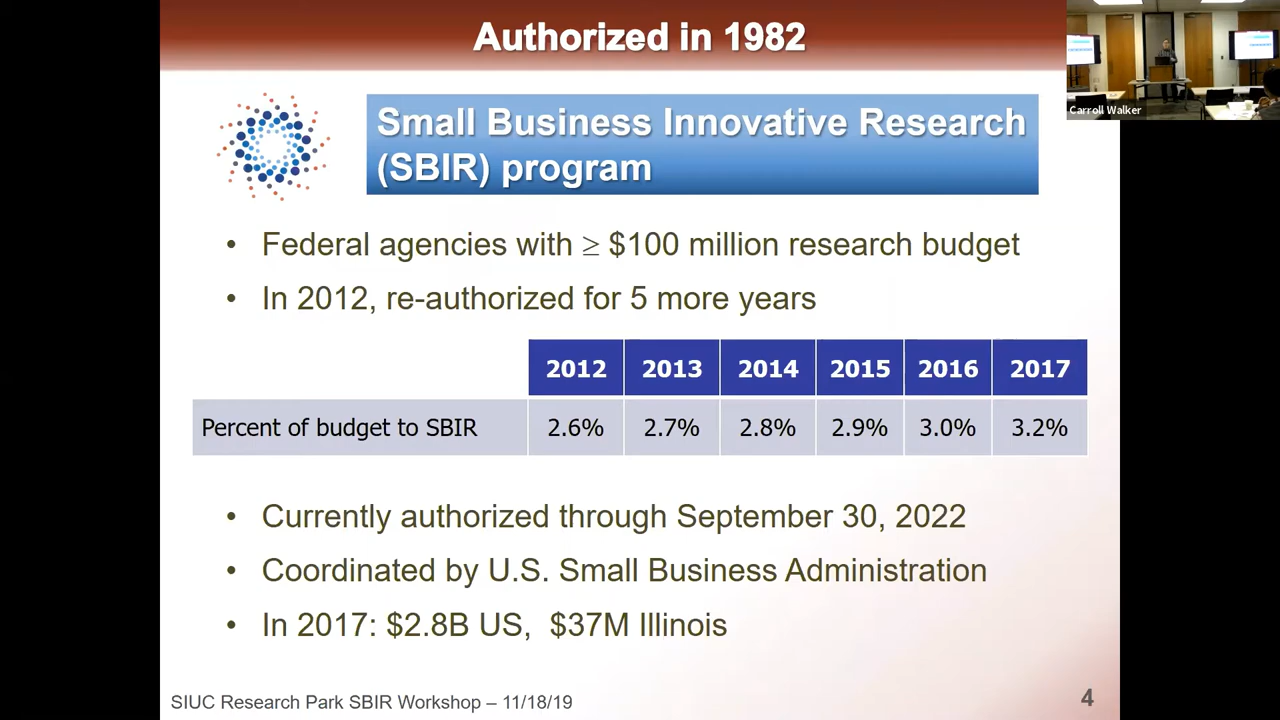 Authorized in 1982
Carroll Walker
Small Business Innovative Research
(SBIR) program
• Federal agencies with ≥ $100 million research budget
• In 2012, re-authorized for 5 more years
2012 2013 2014 2015 2016 2017
Percent of budget to SBIR 2.6% 2.7% 2.8% 2.9% 3.0% 3.2%
• Currently authorized through September 30, 2022
• Coordinated by U.S. Small Business Administration
• In 2017: $2.8B US, $37M Illinois
SIUC Research Park SBIR Workshop – 11/18/19
4